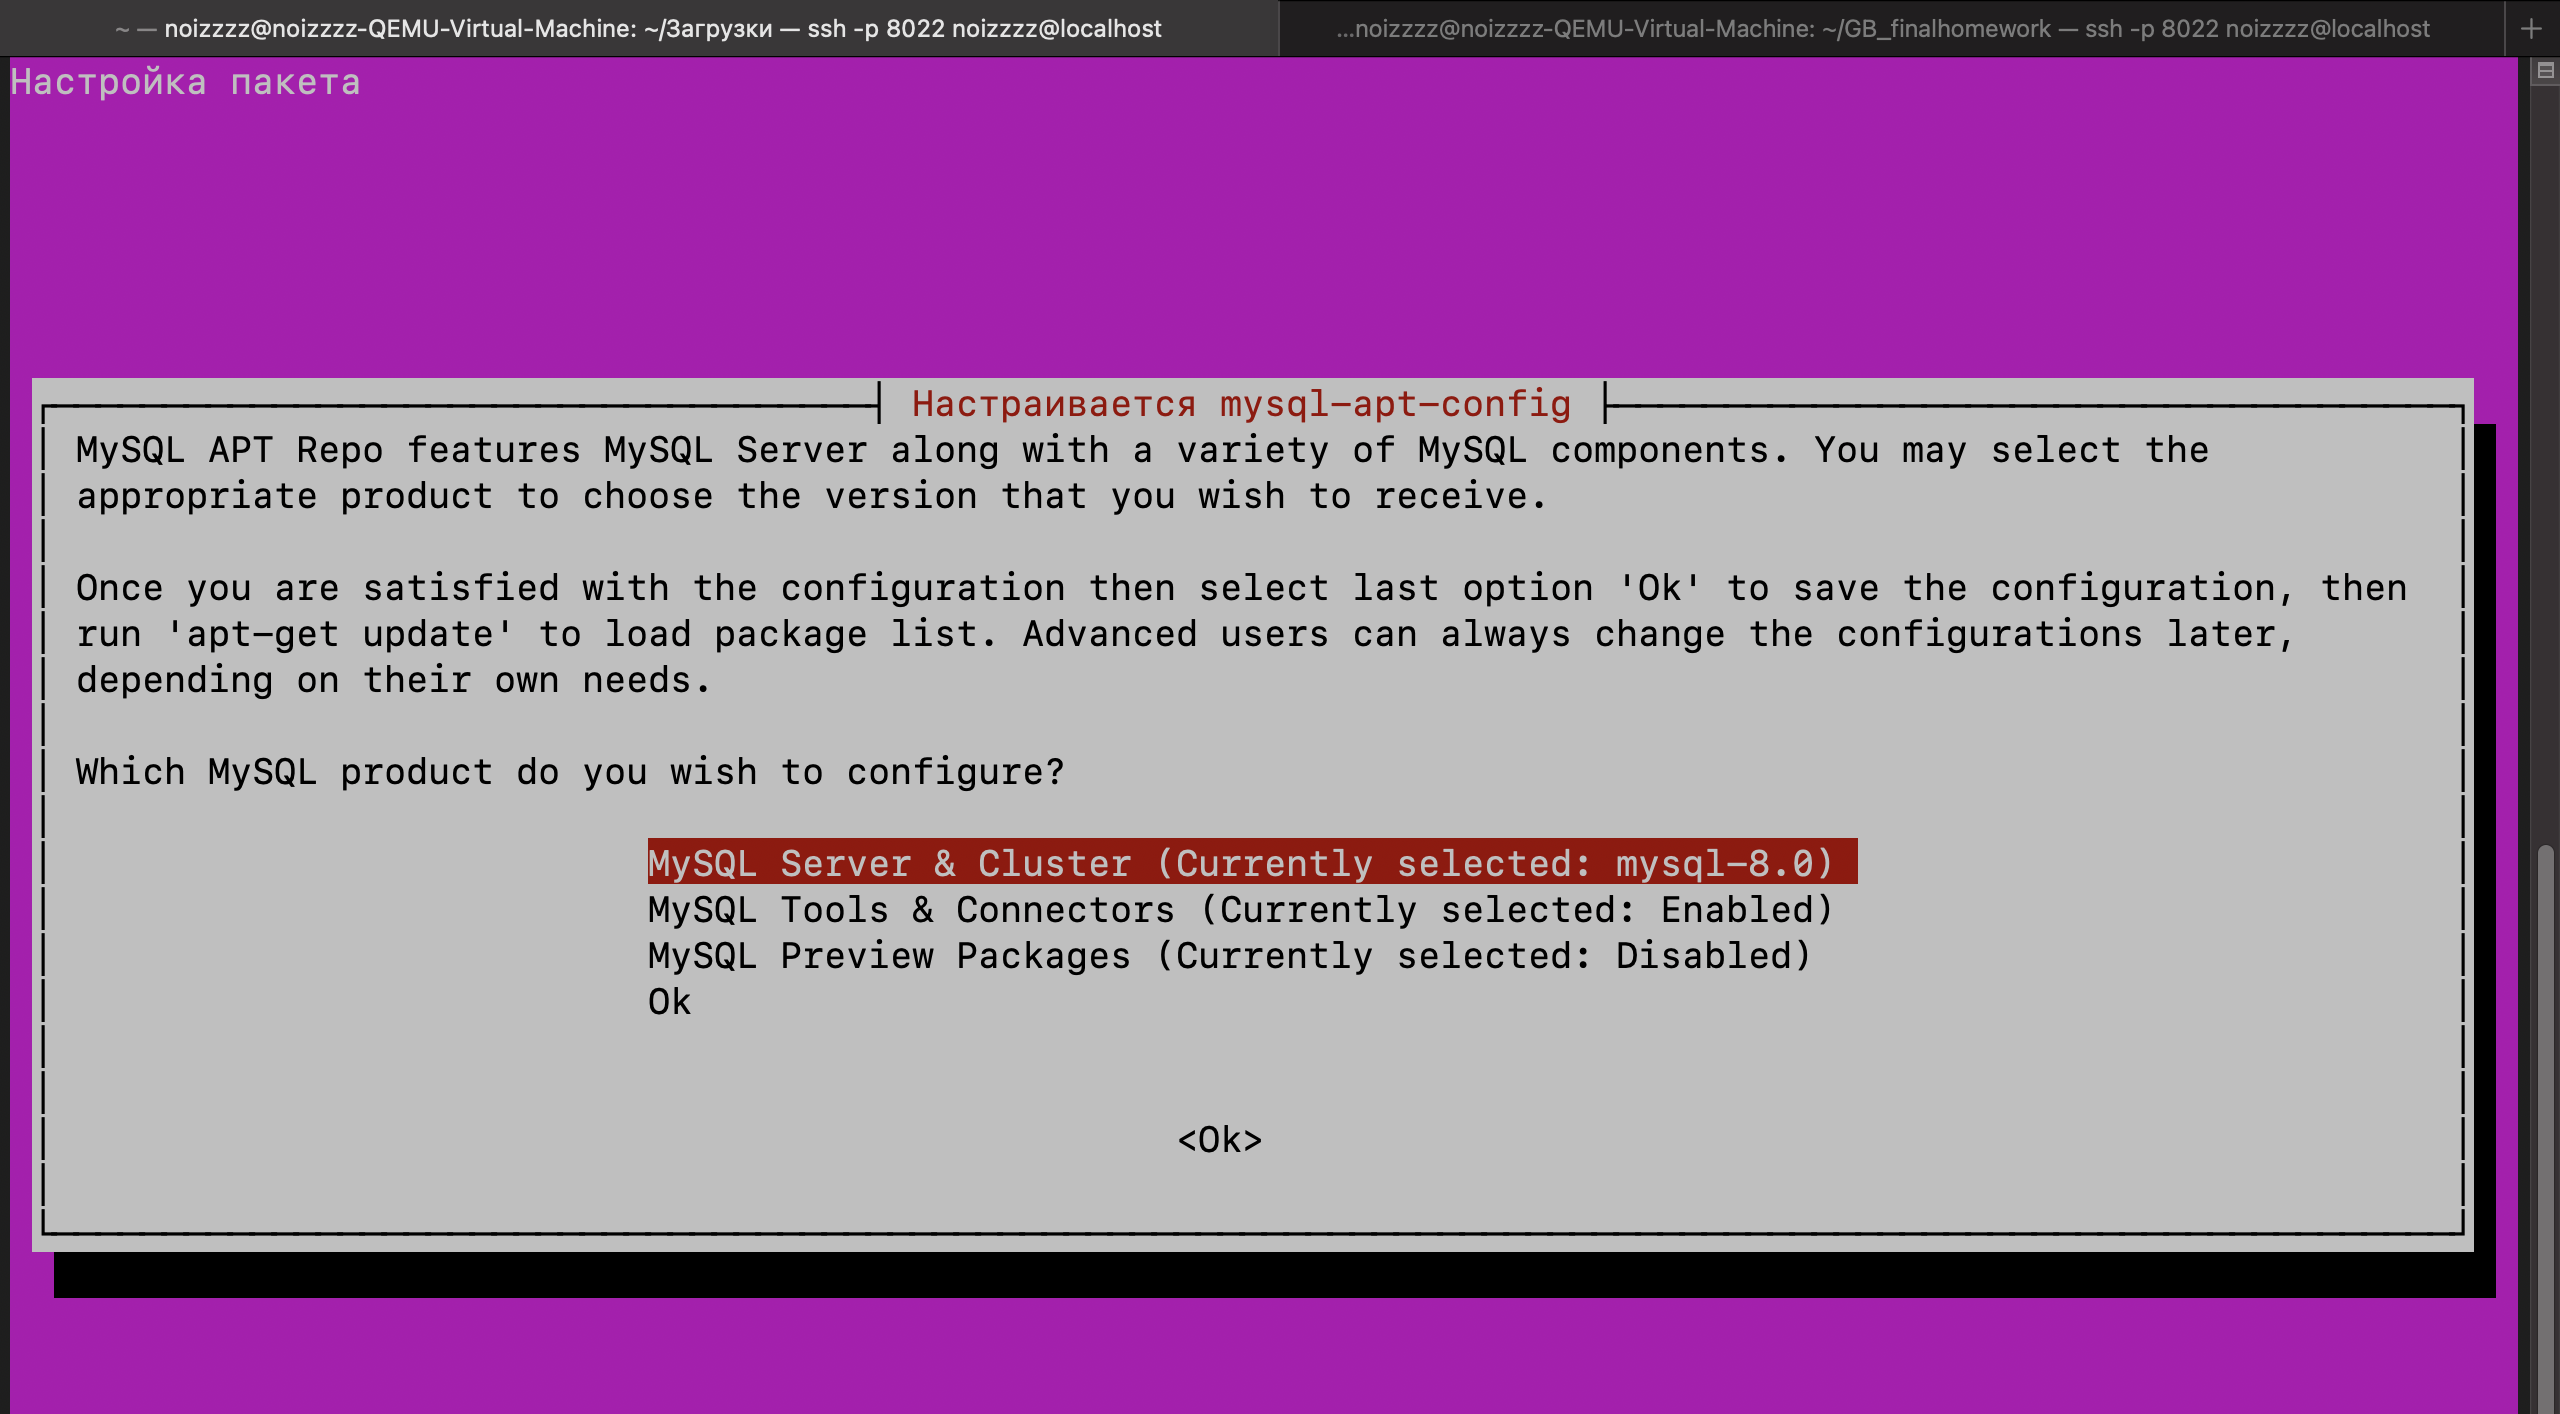 ~ — noizzzz@noizzzz-QEMU-Virtual-Machine: ~/Загрузки — ssh -p 8022 noizzzz@localhost
...noizzzz@noizzzz-QEMU-Virtual-Machine: ~/GB_finalhomework — ssh -p 8022 noizzzz@localhost
Настройка пакета
Настраивается mysql-apt-config
MySQL APT Repo features MySQL Server along with a variety of MySQL components. You may select the
appropriate product to choose the version that you wish to receive.
Once you are satisfied with the configuration then select last option 'Ok' to save the configuration, then
run 'apt-get update' to load package list. Advanced users can always change the configurations later,
depending on their own needs.
Which MySQL product do you wish to configure?
MySQL Server & Cluster (Currently selected: mysql-8.0)
MySQL Tools & Connectors (Currently selected: Enabled)
MySQL Preview Packages (Currently selected: Disabled)
Ok
<Ok>